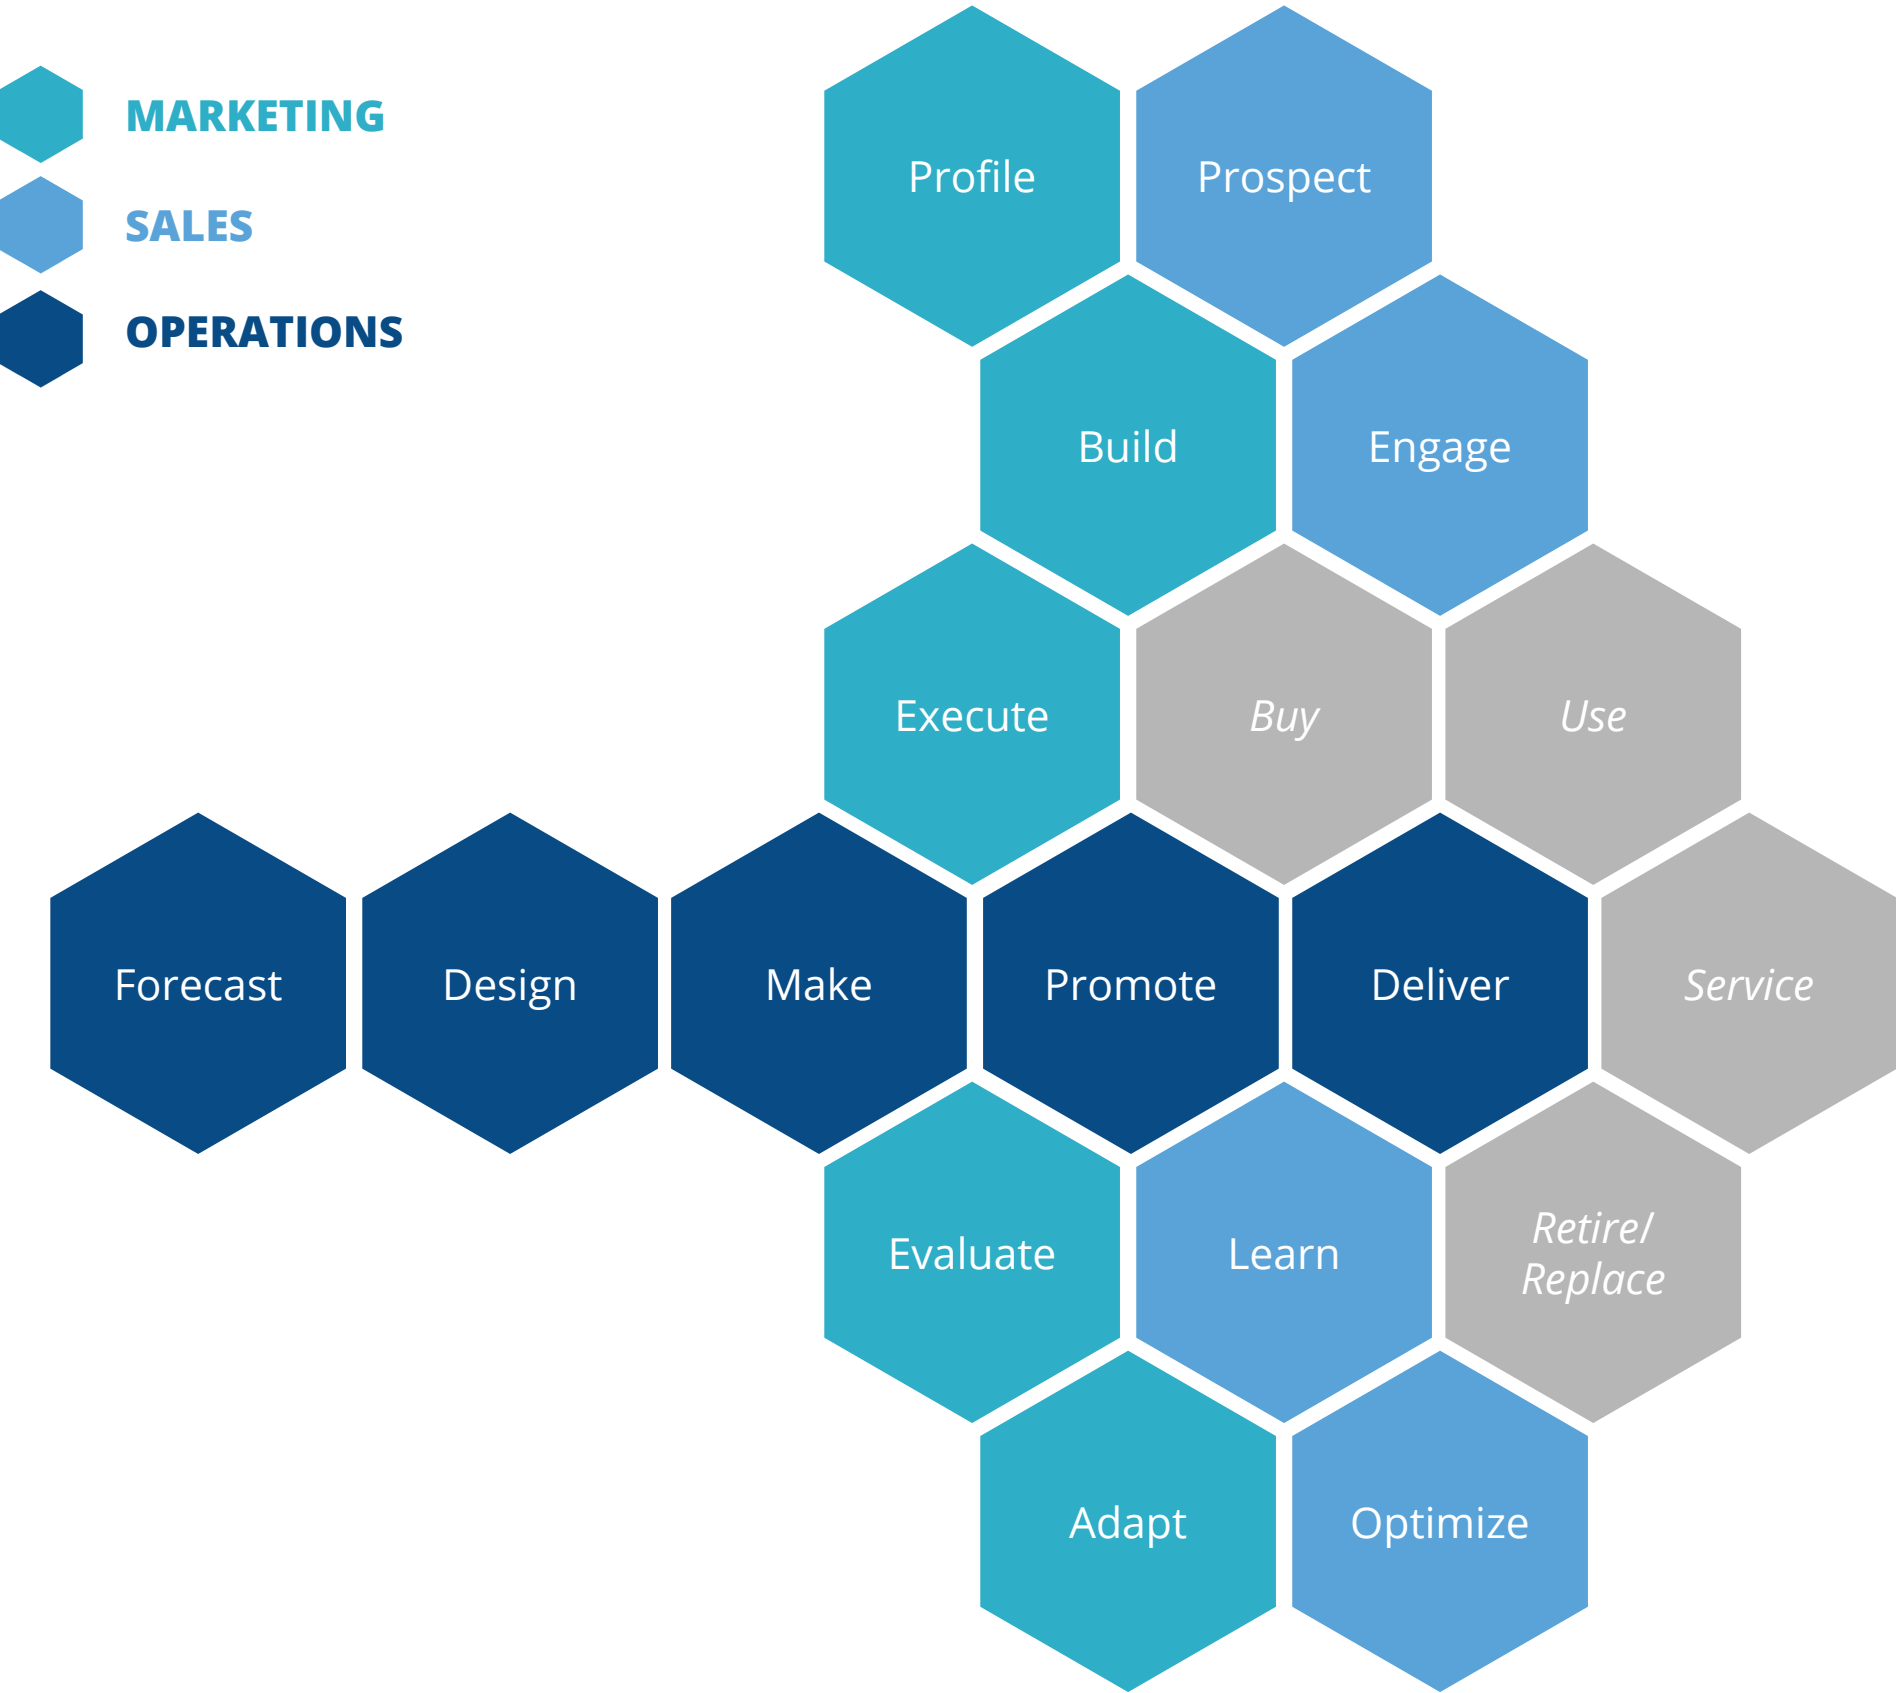 MARKETING
SALES
OPERATIONS
Profile
Prospect
Build
Engage
Execute
Buy
Use
Forecast
Design
Make
Promote
Deliver
Service
Evaluate
Learn
Retire/
Replace
Adapt
Optimize